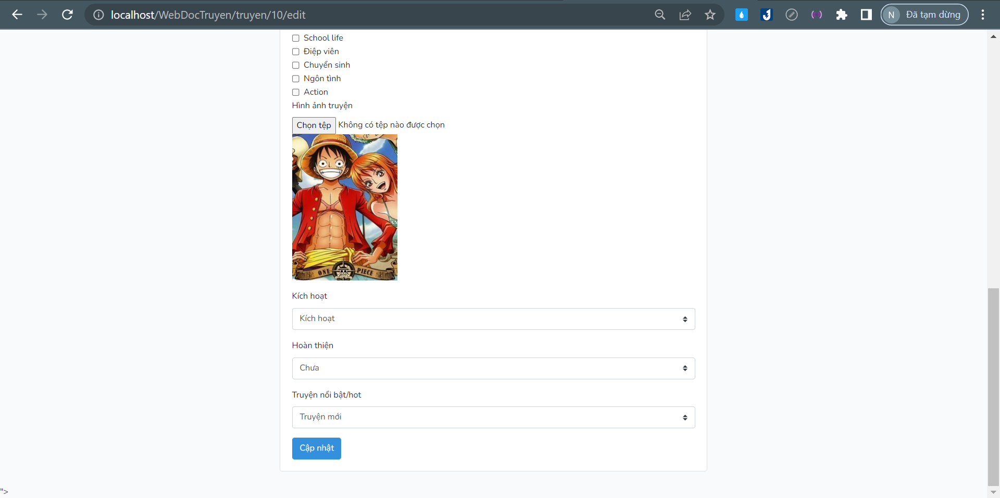 localhost/WebDocTruyen/truyen/10/edit
N Đã tạm dừng
School life
Điệp viên
Chuyển sinh
Ngôn tình
Action
Hình ảnh truyện
Chọn tệp Không có tệp nào được chọn
ONE PIECE
Kích hoạt
Kích hoạt
Hoàn thiện
Chưa
Truyện nổi bật/hot
Truyện mới
Cập nhật
">